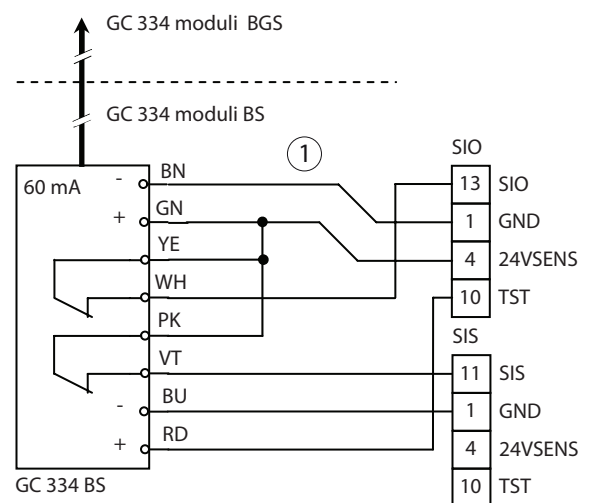 GC 334 moduli BGS
GC 334 moduli BS
1
SIO
60 mA
- BN
13 SIO
+ GN
1 GND
YE
4 24VSENS
WH
10 TST
PK
SIS
VT
11 SIS
- BU
1 GND
+ RD
4 24VSENS
10 TST
GC 334 BS